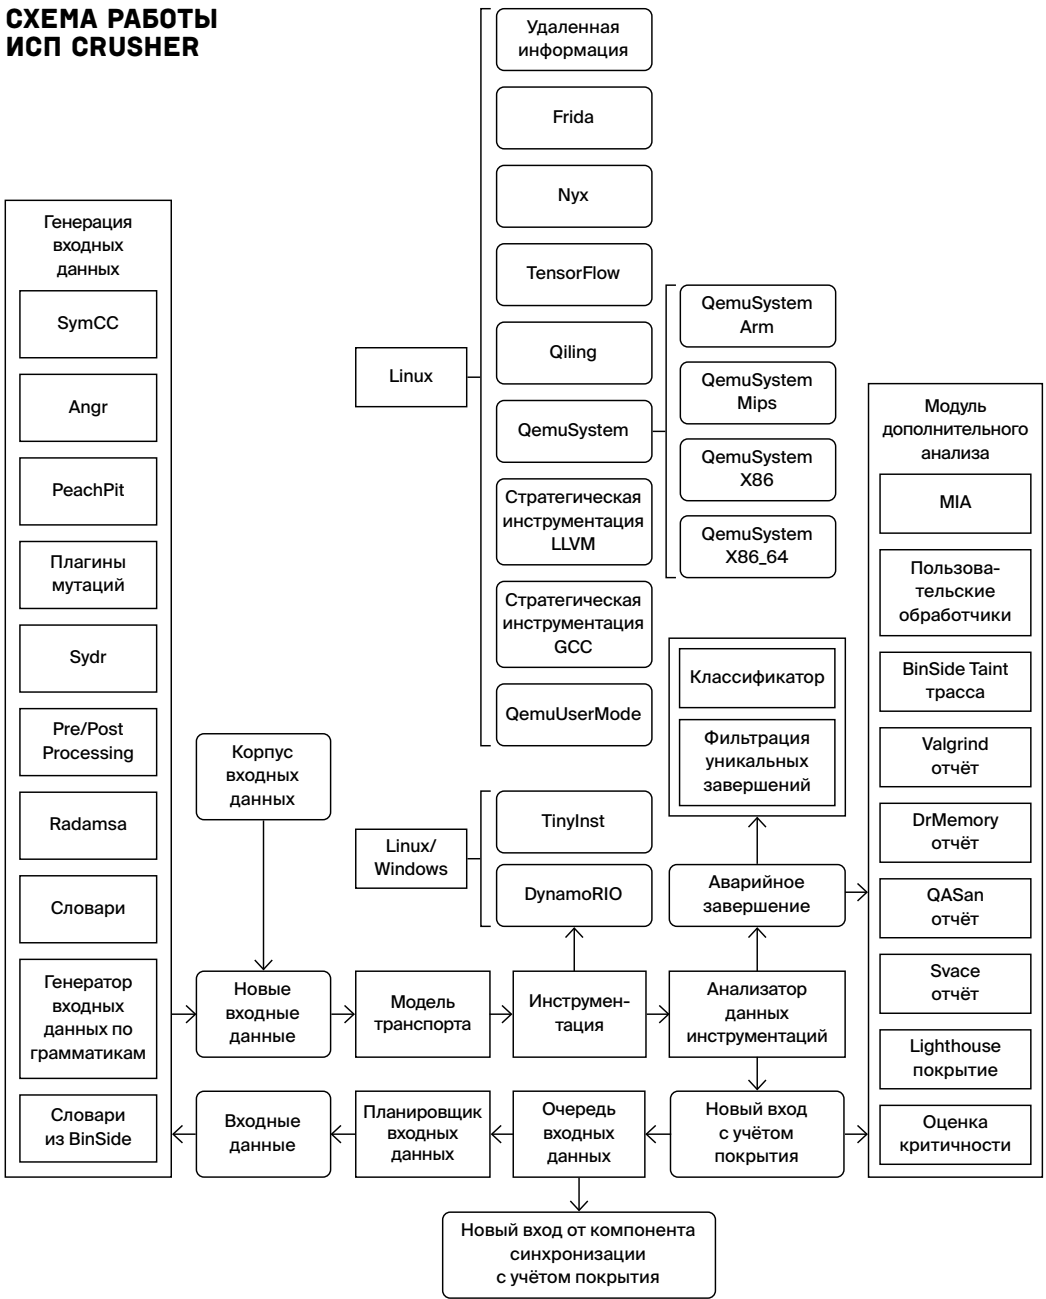 СХЕМА РАБОТЫ
ИСП CRUSHER
Генерация
входных
данных
SymCC
Angr
PeachPit
Плагины
мутаций
Sydr
Pre/Post
Processing
Radamsa
Словари
Генератор
входных
данных по
грамматикам
Словари
из BinSide
Корпус
входных
данных
Новые
входные
данные
Входные
данные
Linux
Удаленная
информация
Frida
Nyx
TensorFlow
Qiling
QemuSystem
Стратегическая
инструментация
LLVM
Стратегическая
инструментация
GCC
QemuUserMode
QemuSystem
Arm
QemuSystem
Mips
QemuSystem
X86
QemuSystem
X86_64
Linux/
Windows
TinyInst
DynamoRIO
Модель
транспорта
Инструмен-
тация
Анализатор
данных
инструментаций
Классификатор
Фильтрация
уникальных
завершений
Аварийное
завершение
Планировщик
входных
данных
Очередь
входных
данных
Новый вход
с учётом
покрытия
Новый вход от компонента
синхронизации
с учётом покрытия
Модуль
дополнительного
анализа
MIA
Пользова-
тельские
обработчики
BinSide Taint
трасса
Valgrind
отчёт
DrMemory
отчёт
QASan
отчёт
Svace
отчёт
Lighthouse
покрытие
Оценка
критичности